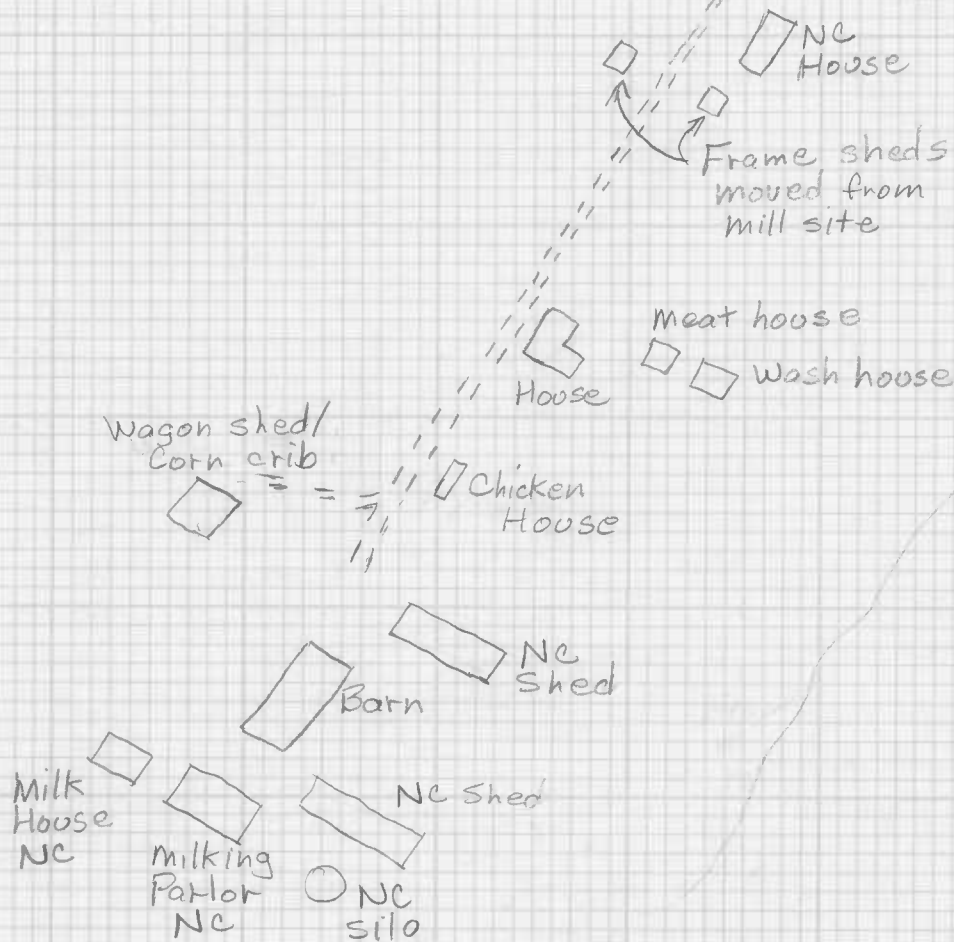 NC
House
Frame sheds
moved from
mill site
meat house
Wash house
House
Wagon shed/
Corn crib
Chicken
House
NC
Shed
Barn
Milk
House
NC
NC Shed
Milking
Parlor
NC
NC
Silo